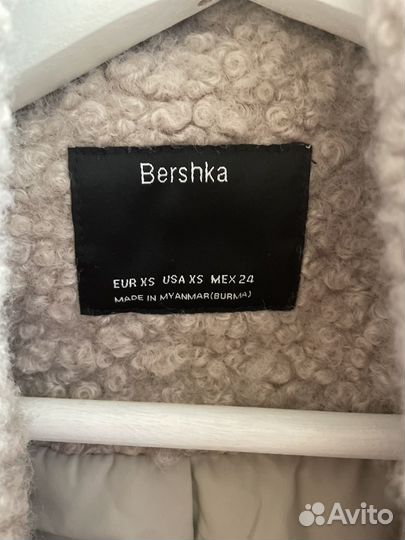 Bershka
EUR XS USA XS MEX 24
MADE IN MYANMAR(BURMA)
Avito